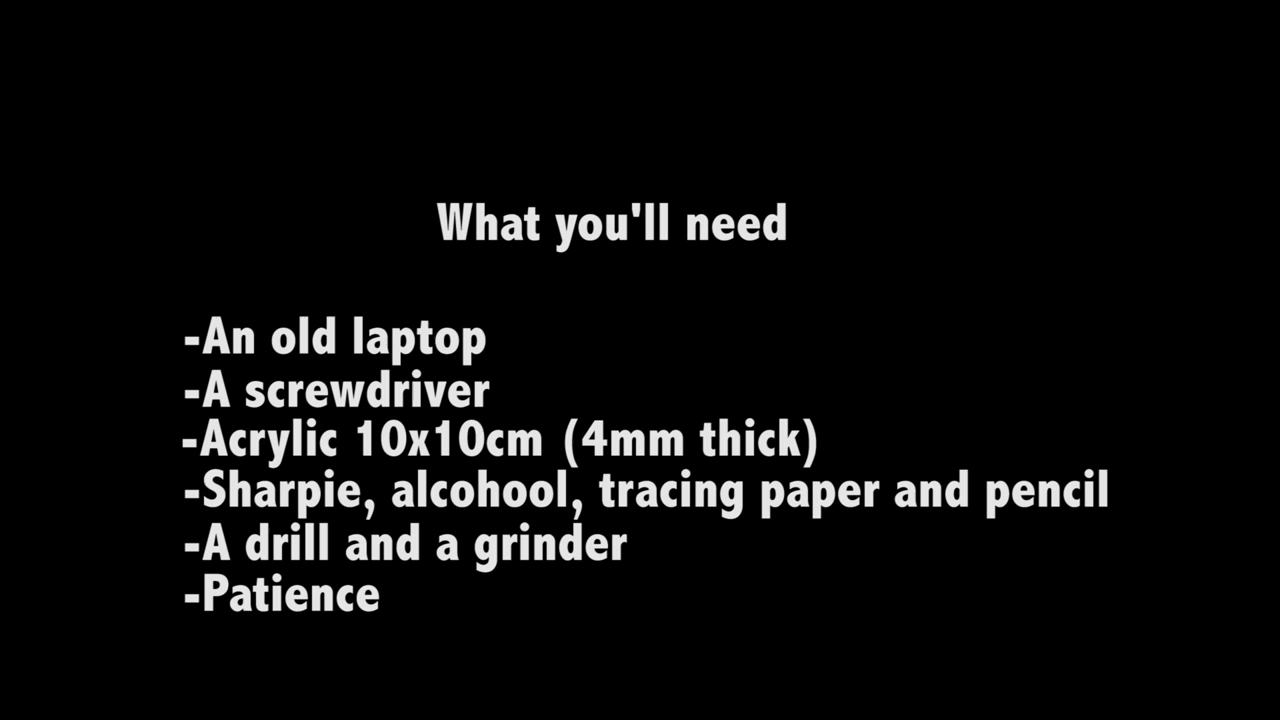 What you'll need
-An old laptop
-A screwdriver
-Acrylic 10x10cm (4mm thick)
-Sharpie, alcohool, tracing paper and pencil
-A drill and a grinder
-Patience